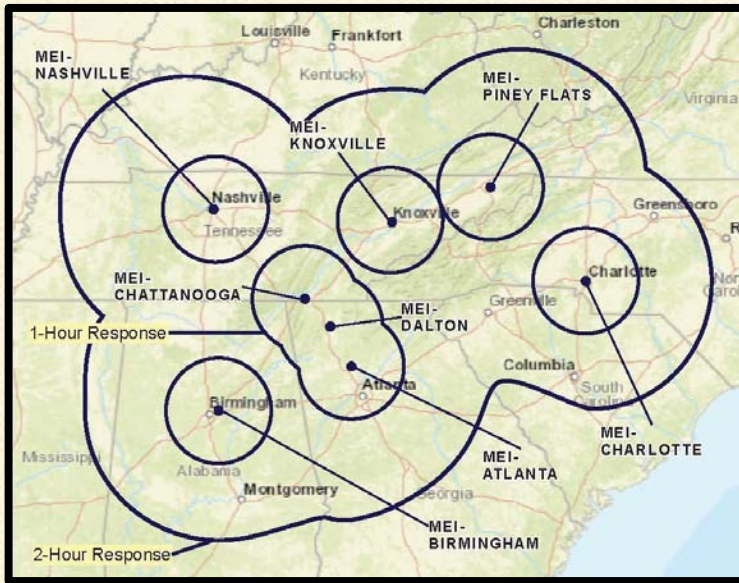 Louisville
Frankfort
Charleston
MEI-
NASHVILLE
Kentucky
MEI-
PINEY FLATS
Virginia
MEI-
KNOXVILLE
Nashville
Tennessee
Knoxville
Greensboro
R
MEI-
CHATTANOOGA
Charlotte
North
Carol
MEI-
DALTON
Greenville
1-Hour Response
Columbia
South
Carolina
Atlanta
Birmingham
MEI-
CHARLOTTE
Mississippi
Alabama
MEI-
ATLANTA
Montgomery
Georgia
MEI-
BIRMINGHAM
2-Hour Response